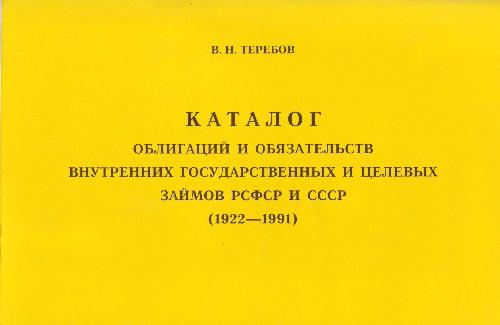 В. Н. ТЕРЕБОВ
КАТАЛОГ
ОБЛИГАЦИЙ И ОБЯЗАТЕЛЬСТВ
ВНУТРЕННИХ ГОСУДАРСТВЕННЫХ И ЦЕЛЕВЫХ
ЗАЙМОВ РСФСР И СССР
(1922—1991)